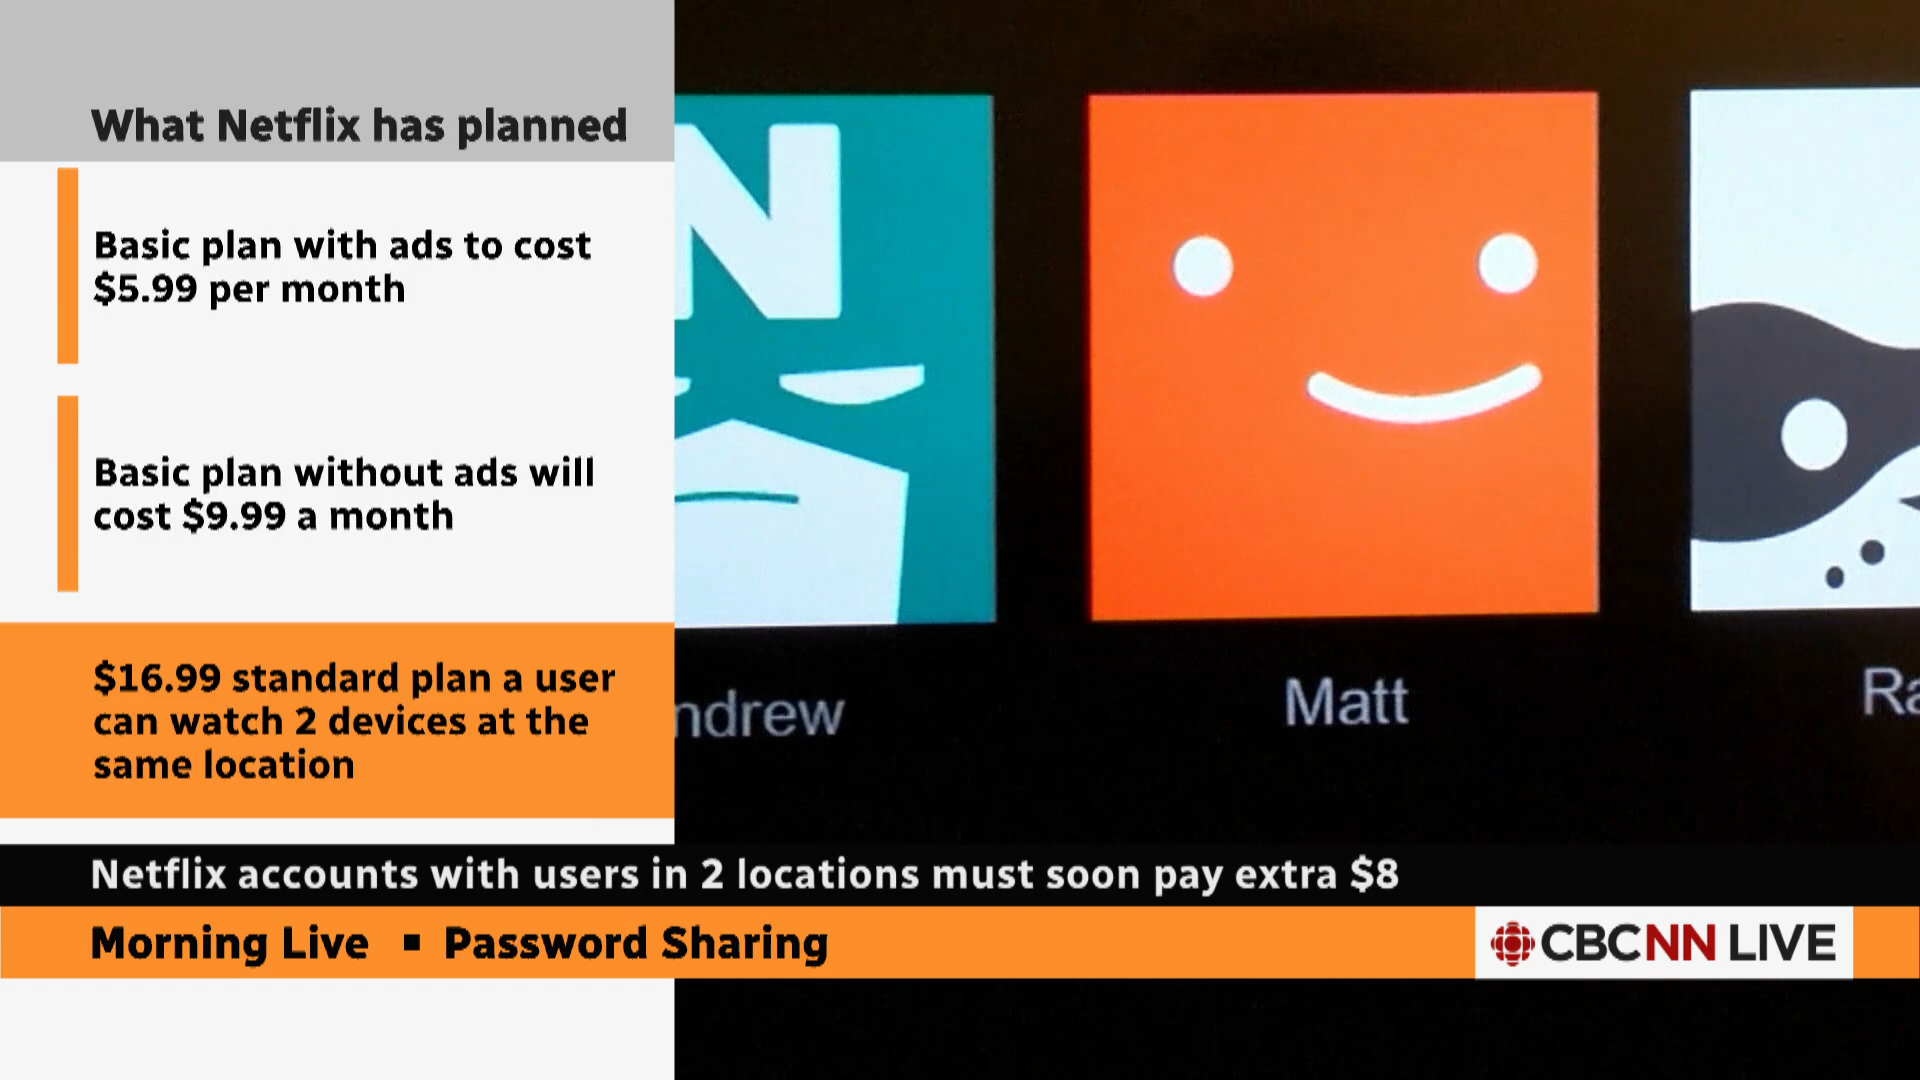 What Netflix has planned
Basic plan with ads to cost
$5.99 per month
Basic plan without ads will
cost $9.99 a month
$16.99 standard plan a user
can watch 2 devices at the
same location
N
ndrew
Matt
Ra
Netflix accounts with users in 2 locations must soon pay extra $8
Morning Live ▪ Password Sharing
CBCNN LIVE